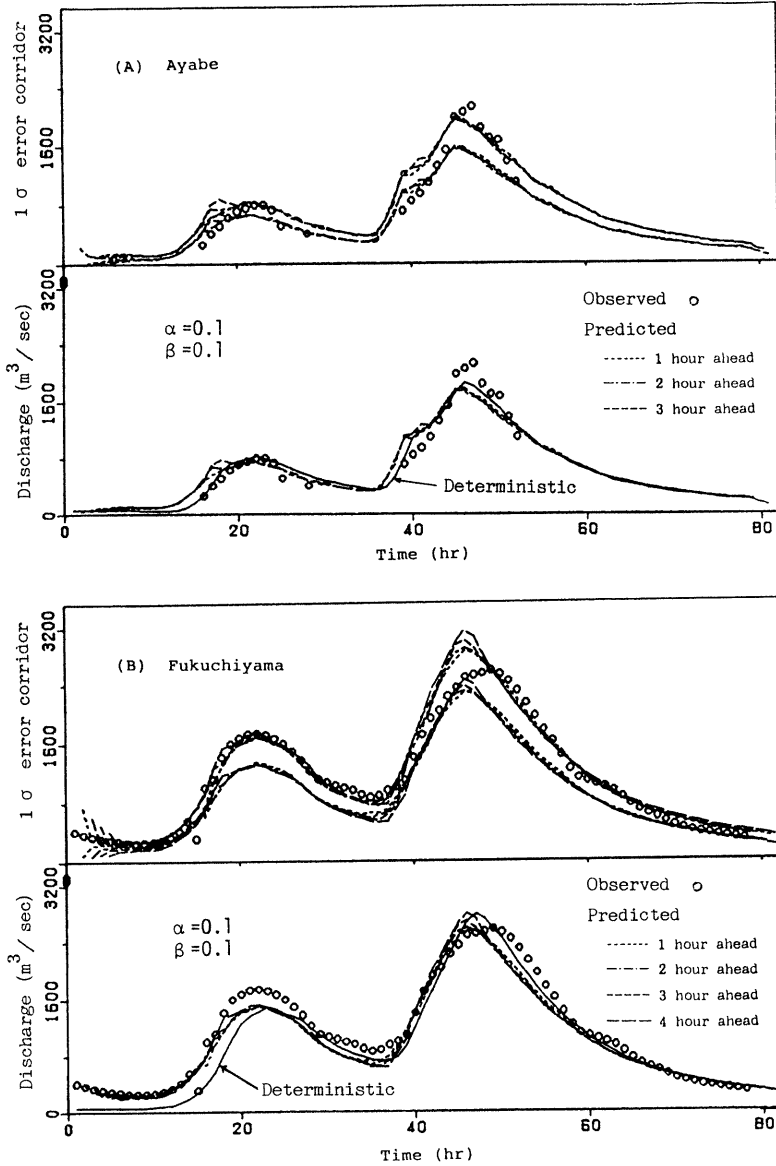 3200
(A) Ayabe
1600
1 σ error corridor
3200
Observed o
α=0.1
β=0.1
Predicted
1 hour ahead
2 hour ahead
3 hour ahead
1600
Discharge (m³/sec)
Deterministic
0
0 20 40 60 80
Time (hr)
3200
(B) Fukuchiyama
1600
1 σ error corridor
3200
Observed o
α=0.1
β=0.1
Predicted
1 hour ahead
2 hour ahead
3 hour ahead
4 hour ahead
1600
Discharge (m³/sec)
Deterministic
0
0 20 40 60 80
Time (hr)